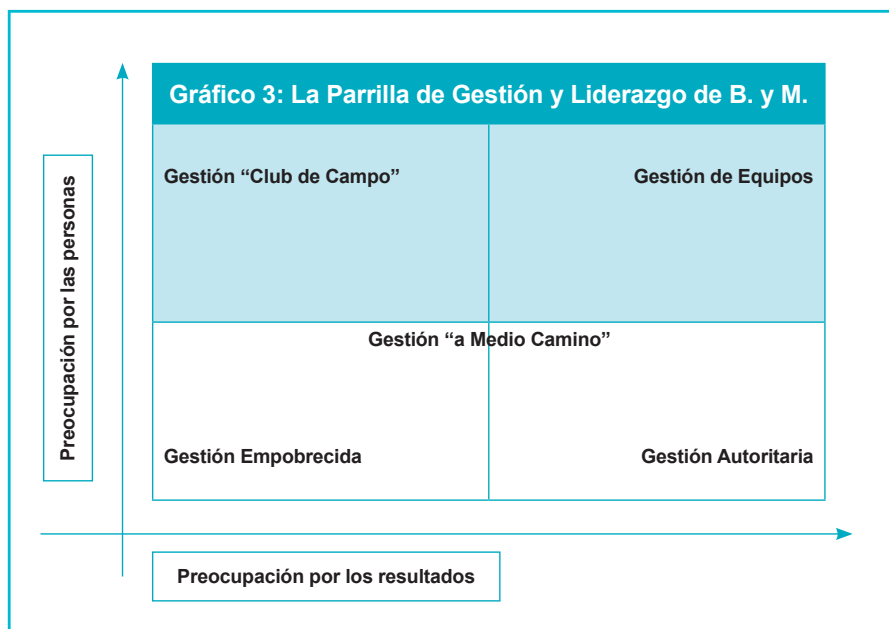 Gráfico 3: La Parrilla de Gestión y Liderazgo de B. y M.
Preocupación por las personas
Gestión “Club de Campo”
Gestión de Equipos
Gestión “a Medio Camino”
Gestión Empobrecida
Gestión Autoritaria
Preocupación por los resultados